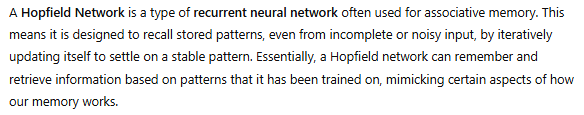 A Hopfield Network is a type of recurrent neural network often used for associative memory. This
means it is designed to recall stored patterns, even from incomplete or noisy input, by iteratively
updating itself to settle on a stable pattern. Essentially, a Hopfield network can remember and
retrieve information based on patterns that it has been trained on, mimicking certain aspects of how
our memory works.